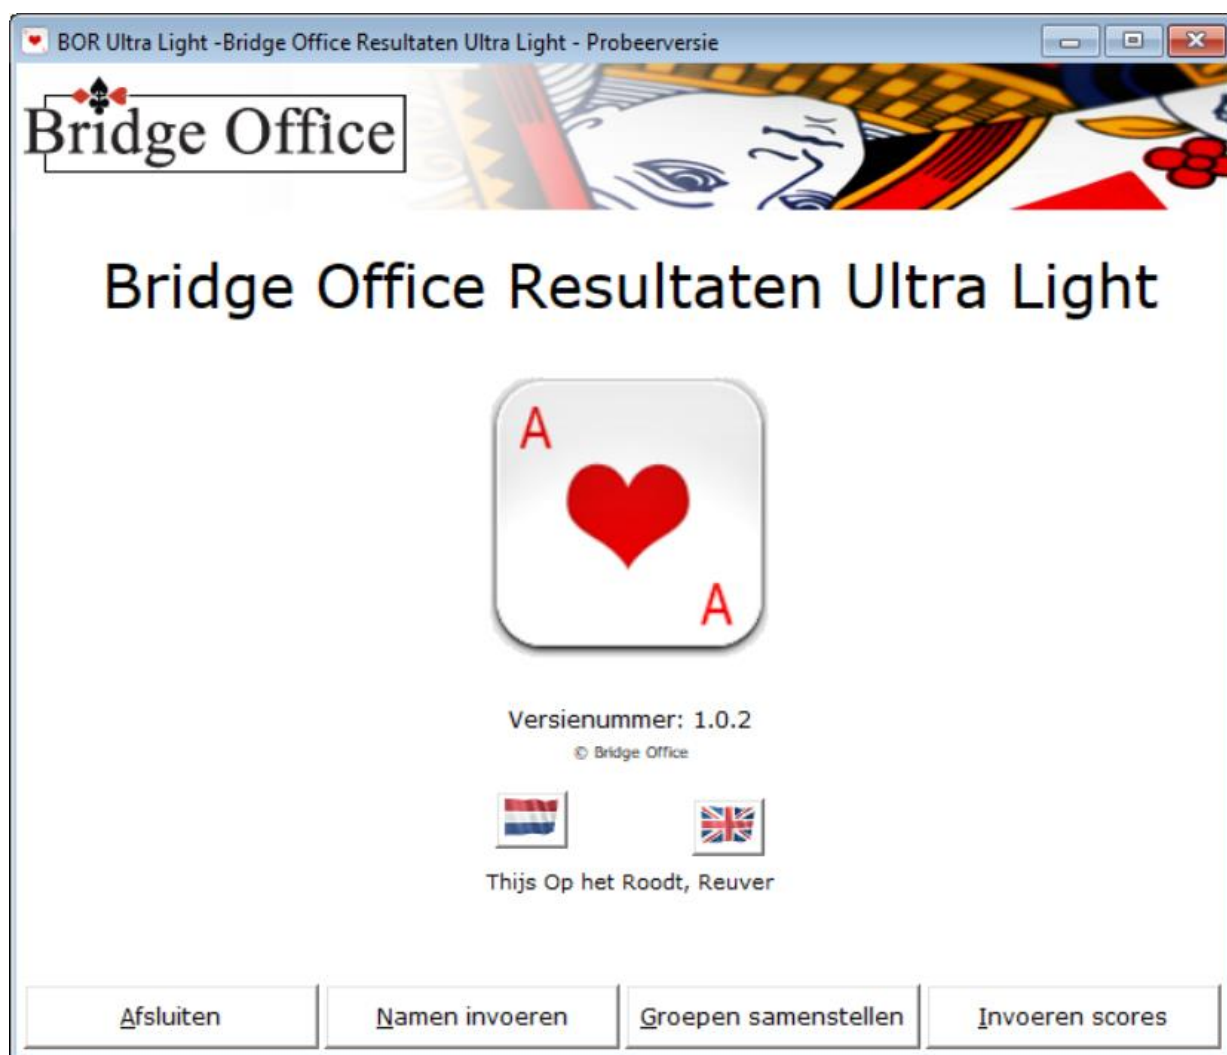 BOR Ultra Light -Bridge Office Resultaten Ultra Light - Probeerversie
Bridge Office
Bridge Office Resultaten Ultra Light
A
A
Versienummer: 1.0.2
© Bridge Office
Thijs Op het Roodt, Reuver
Afsluiten
Namen invoeren
Groepen samenstellen
Invoeren scores